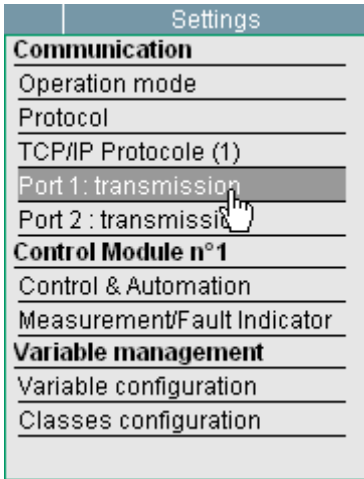 Settings
Communication
Operation mode
Protocol
TCP/IP Protocole (1)
Port 1: transmission
Port 2 : transmission
Control Module n°1
Control & Automation
Measurement/Fault Indicator
Variable management
Variable configuration
Classes configuration